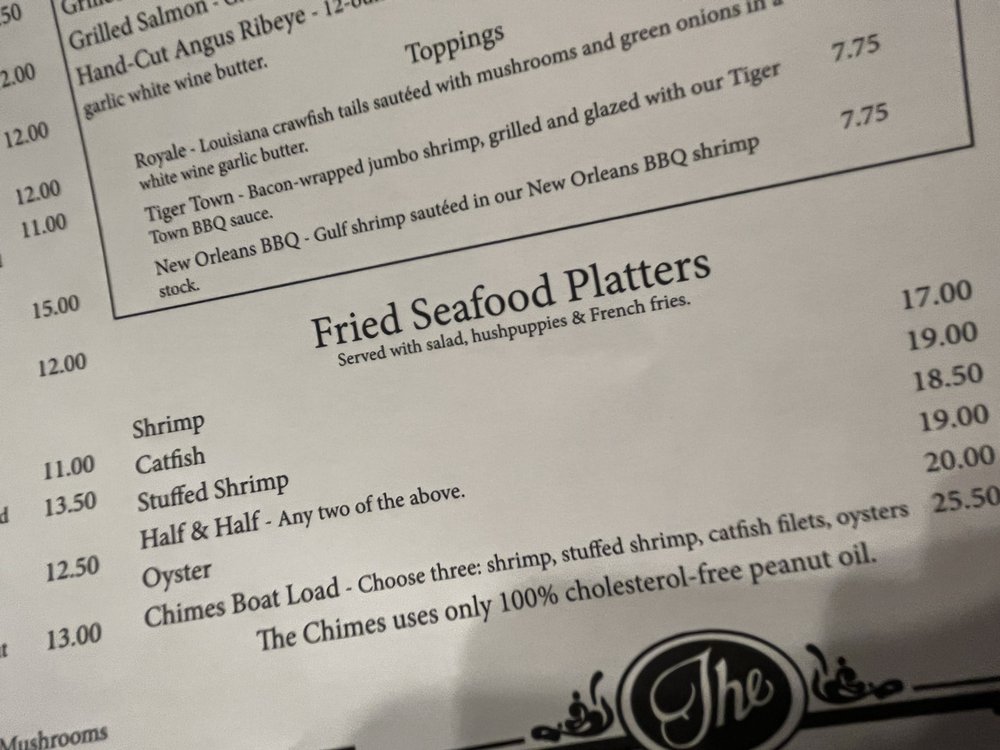 .50
Grilled Salmon -
Hand-Cut Angus Ribeye - 12-
garlic white wine butter.
Toppings
Royale - Louisiana crawfish tails sautéed with mushrooms and green onions in a
white wine garlic butter.
7.75
Tiger Town - Bacon-wrapped jumbo shrimp, grilled and glazed with our Tiger
Town BBQ sauce.
7.75
New Orleans BBQ - Gulf shrimp sautéed in our New Orleans BBQ shrimp
stock.
2.00
12.00
12.00
11.00
15.00
12.00
11.00
d 13.50
12.50
t 13.00
Mushrooms
Fried Seafood Platters
Served with salad, hushpuppies & French fries.
Shrimp 17.00
Catfish 19.00
Stuffed Shrimp 18.50
Half & Half - Any two of the above. 19.00
Oyster 20.00
Chimes Boat Load - Choose three: shrimp, stuffed shrimp, catfish filets, oysters 25.50
The Chimes uses only 100% cholesterol-free peanut oil.
The